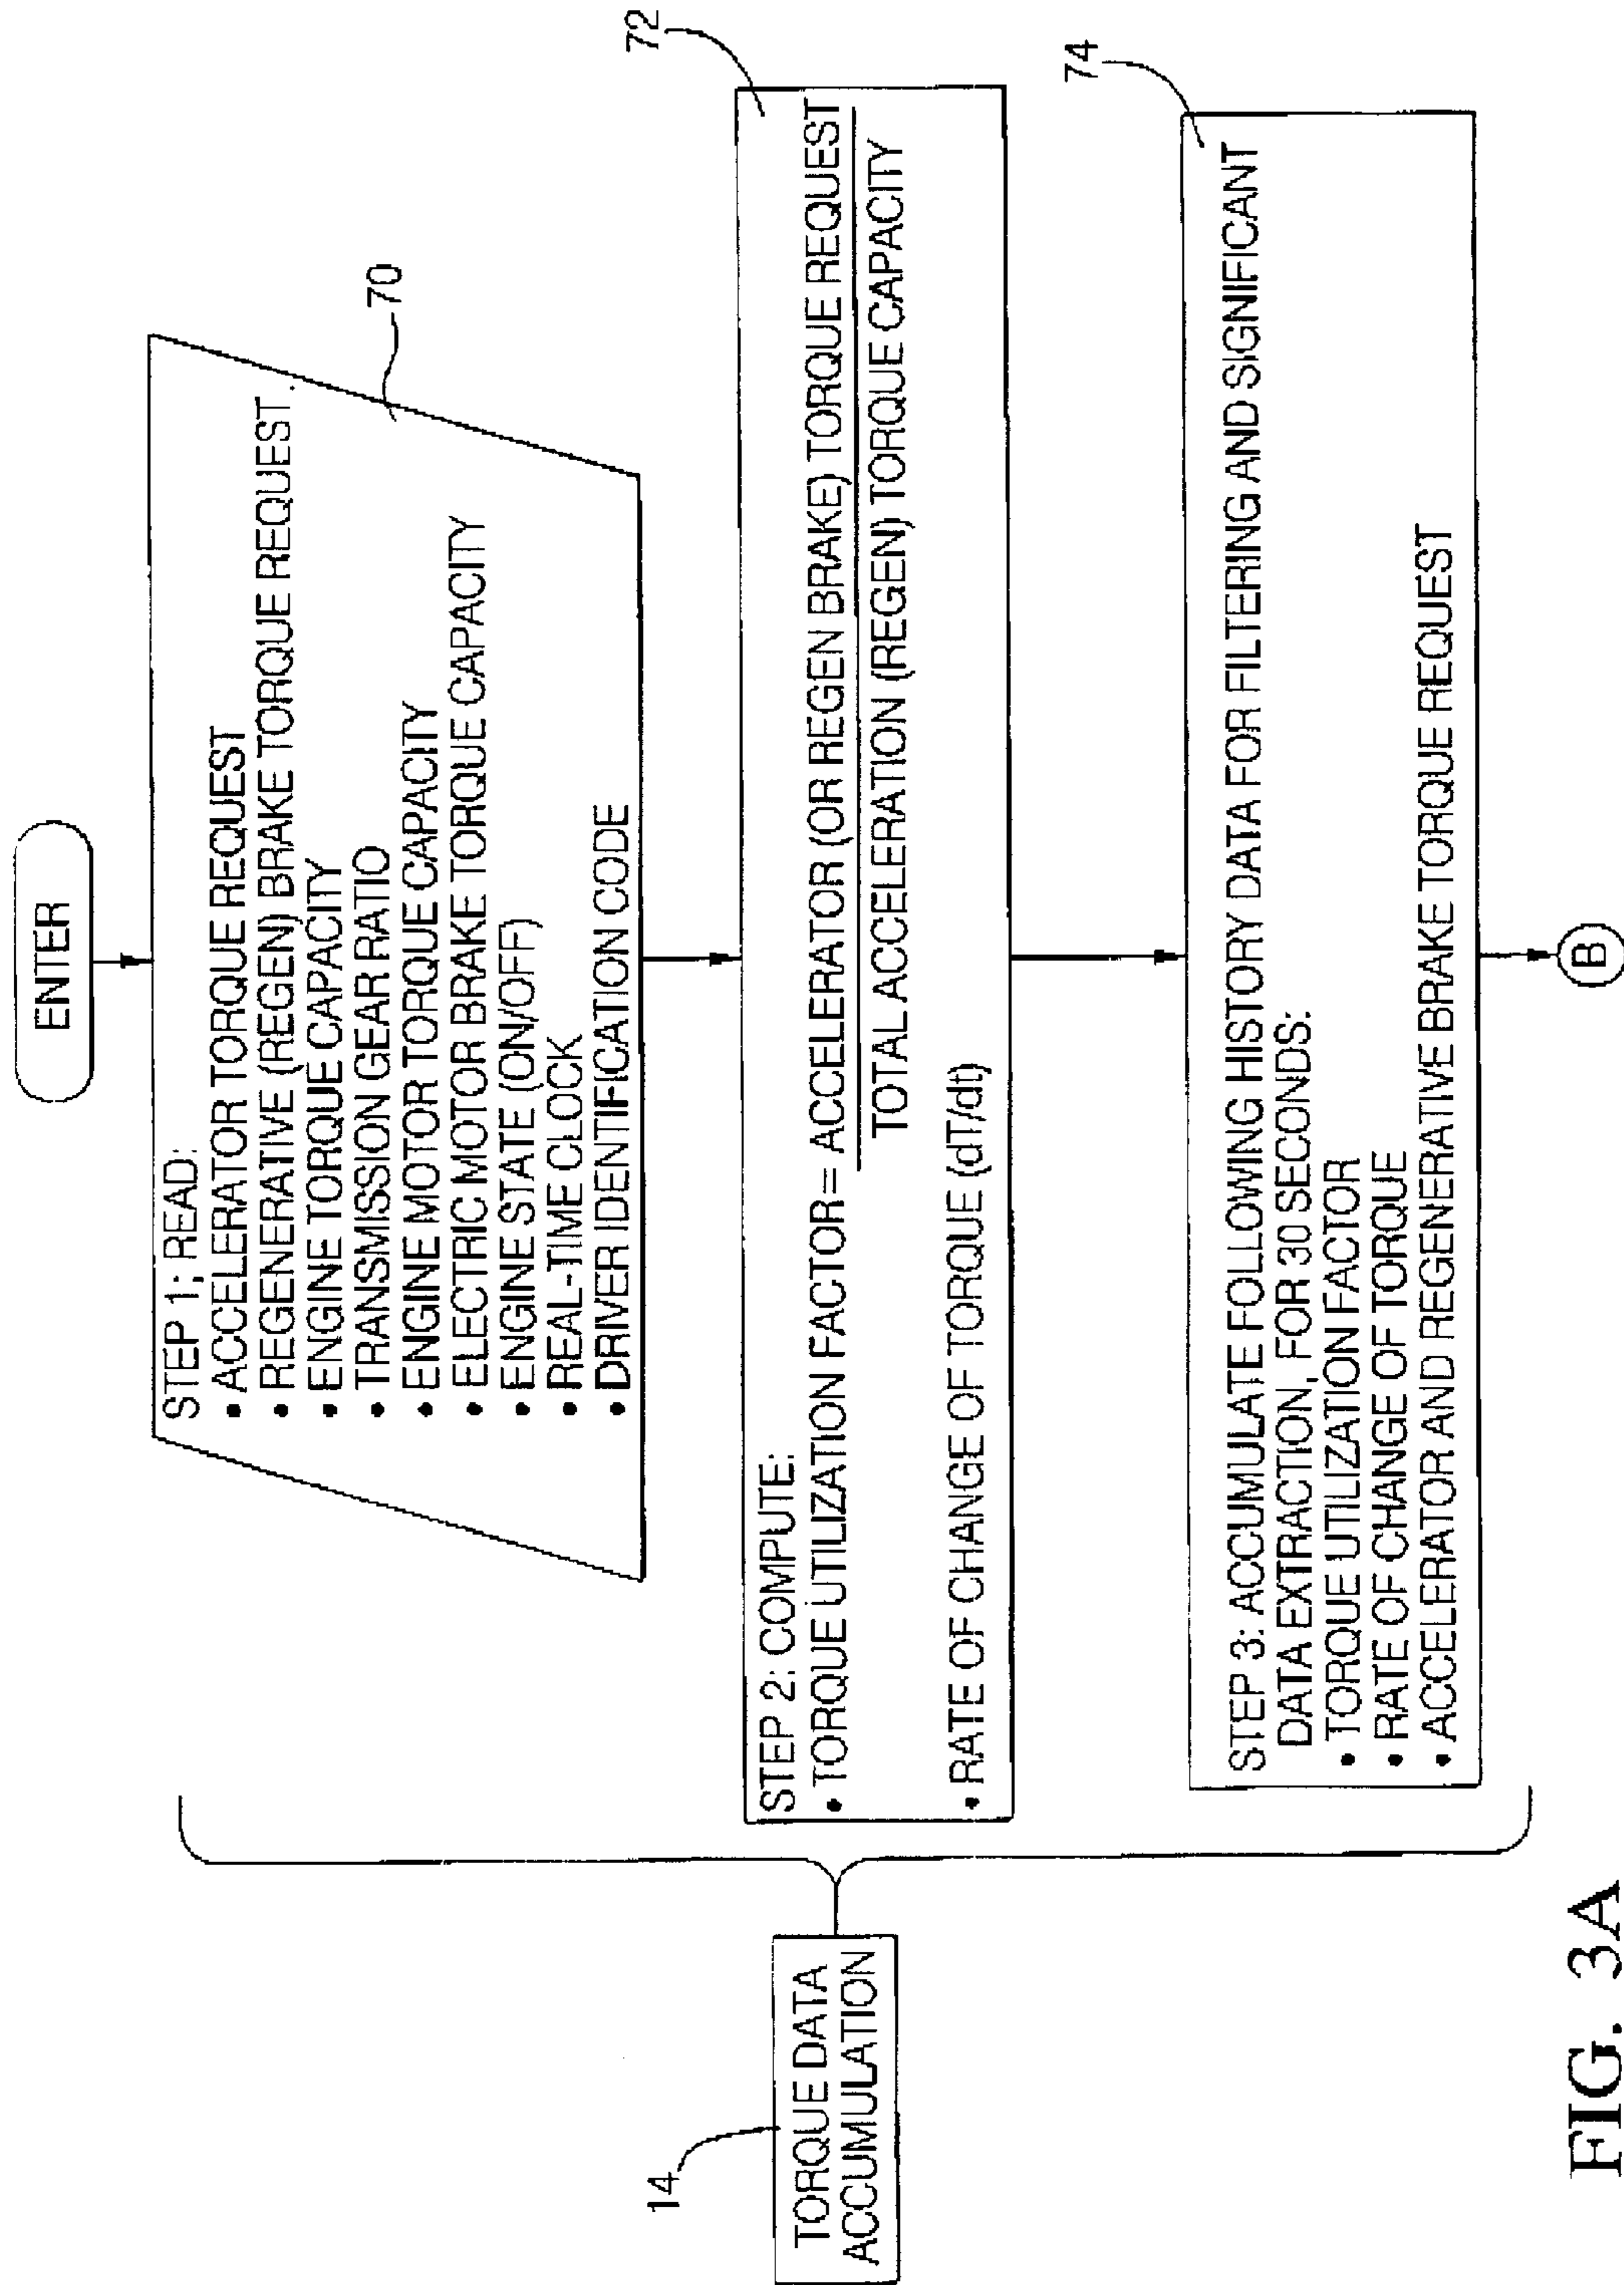 ENTER
STEP 1; READ:
• ACCELERATOR TORQUE REQUEST
• REGENERATIVE (REGEN) BRAKE TORQUE REQUEST
• ENGINE TORQUE CAPACITY
• TRANSMISSION GEAR RATIO
• ENGINE MOTOR TORQUE CAPACITY
• ELECTRIC MOTOR BRAKE TORQUE CAPACITY
• ENGINE STATE (ON/OFF)
• REAL-TIME CLOCK
• DRIVER IDENTIFICATION CODE
70
STEP 2: COMPUTE:
• TORQUE UTILIZATION FACTOR= ACCELERATOR (OR REGEN BRAKE) TORQUE REQUEST
TOTAL ACCELERATION (REGEN) TORQUE CAPACITY
• RATE OF CHANGE OF TORQUE (dT/dt)
72
STEP 3: ACCUMULATE FOLLOWING HISTORY DATA FOR FILTERING AND SIGNIFICANT
DATA EXTRACTION, FOR 30 SECONDS:
• TORQUE UTILIZATION FACTOR
• RATE OF CHANGE OF TORQUE
• ACCELERATOR AND REGENERATIVE BRAKE TORQUE REQUEST
74
B
14
TORQUE DATA
ACCUMULATION
FIG. 3A